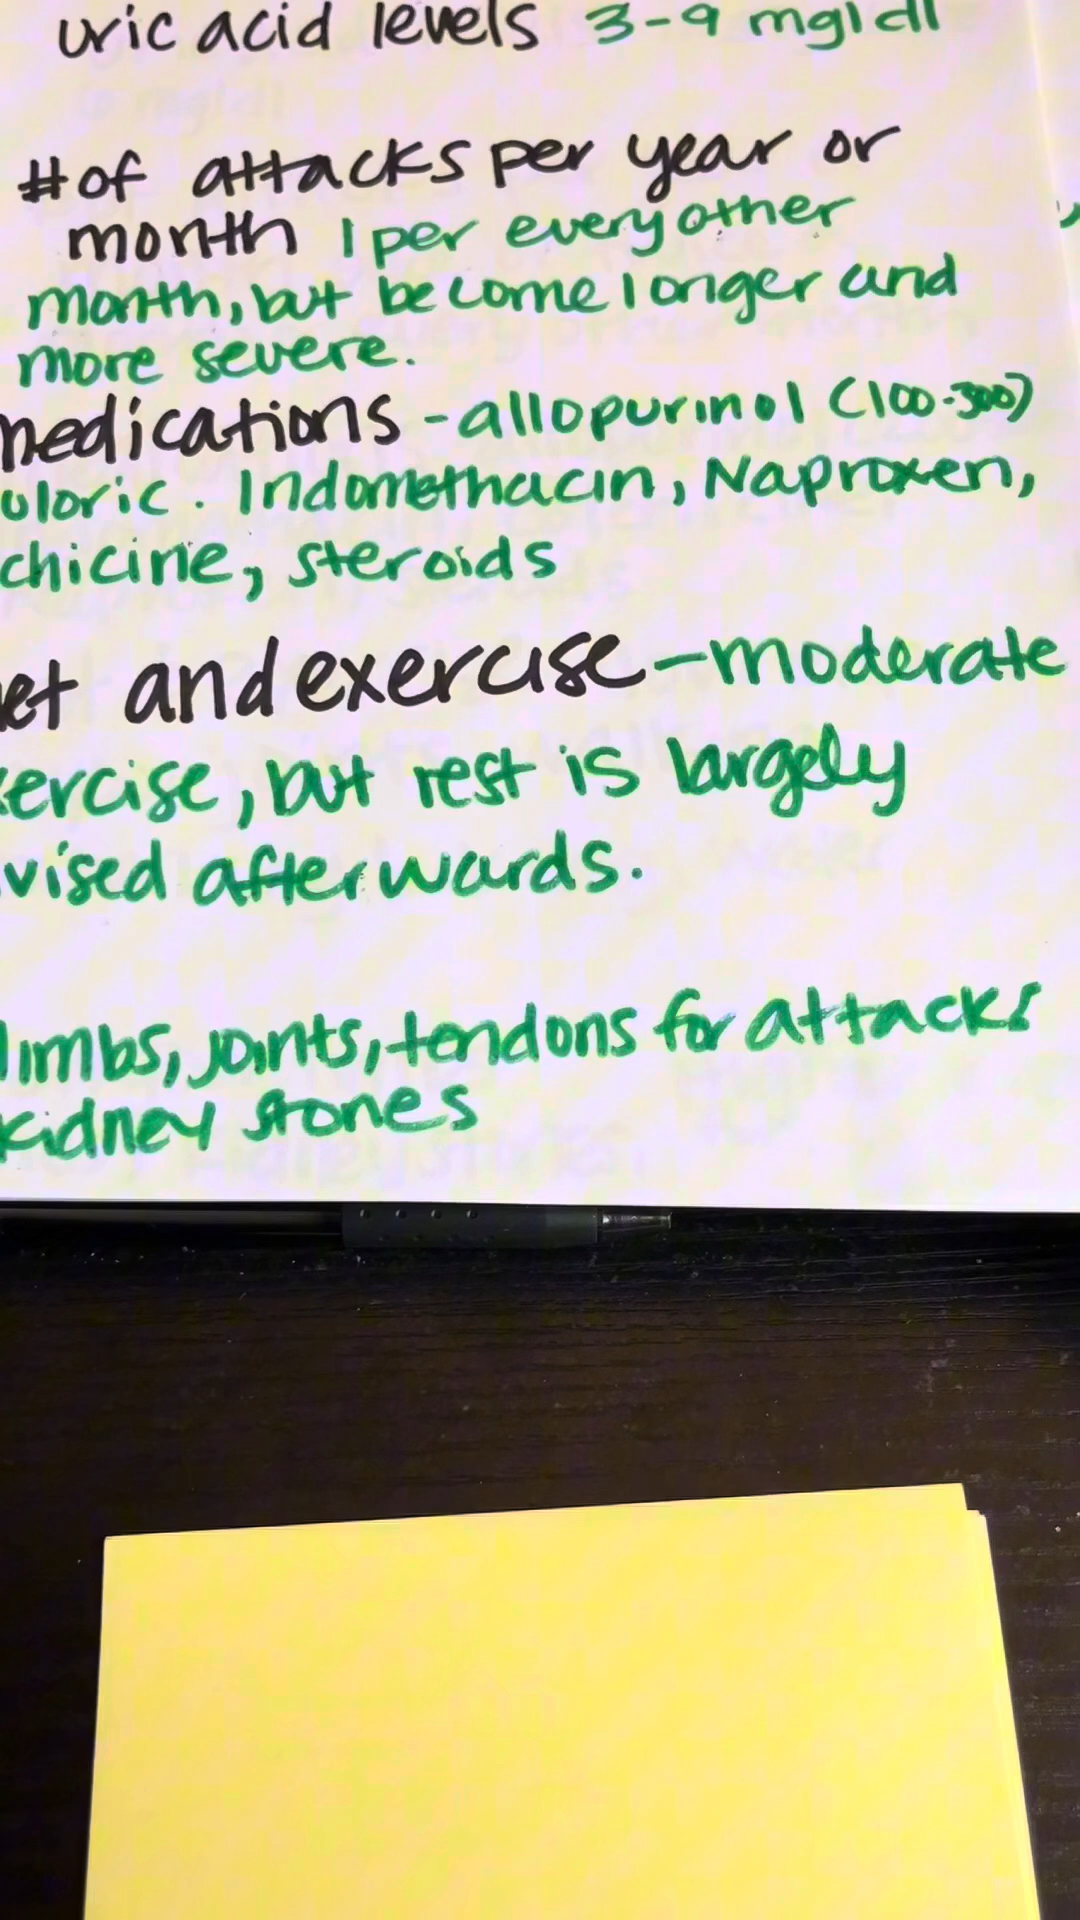 uric acid levels 3-9 mg/dl
# of attacks per year or
month 1 per every other
month, but become longer and
more severe.
medications - allopurinol (100-300)
uloric. Indomethacin, Naproxen,
chicine, steroids
et and exercise - moderate
ercise, but rest is largely
vised afterwards.
limbs, joints, tendons for attacks
kidney stones